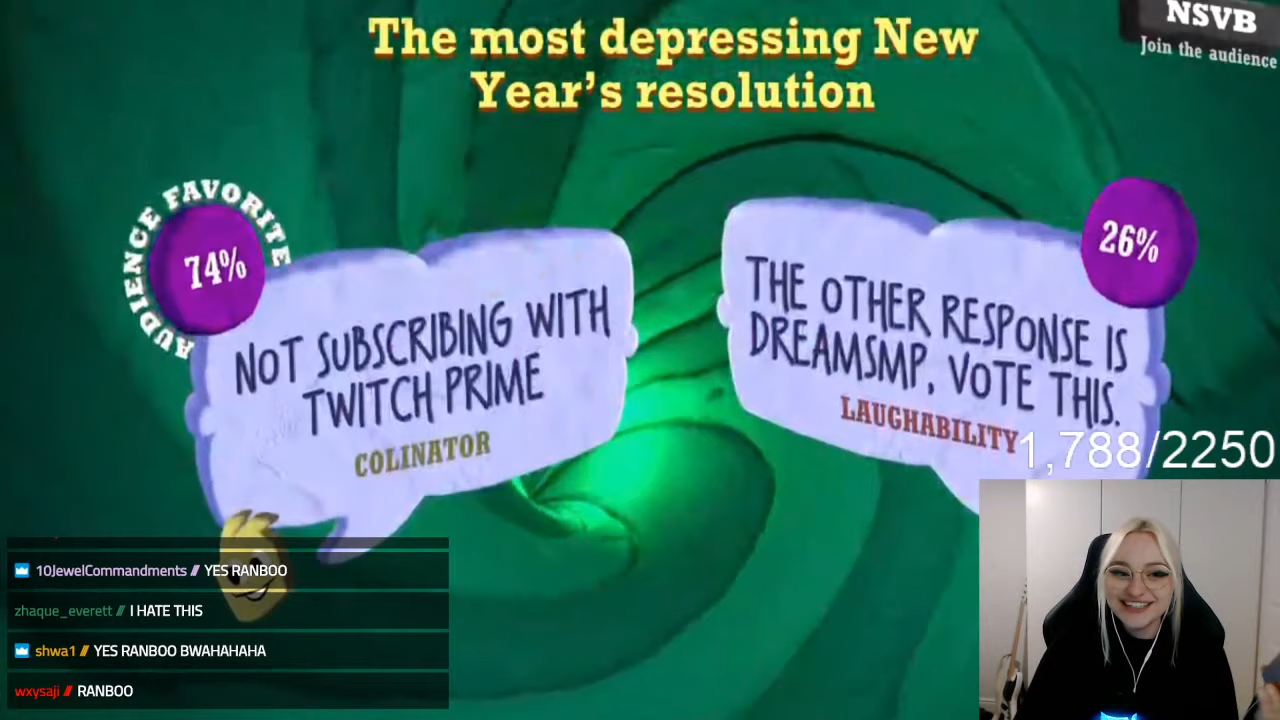 The most depressing New
Year's resolution
NSVB
Join the audience
AUDIENCE FAVORITE
74%
NOT SUBSCRIBING WITH
TWITCH PRIME
COLINATOR
26%
THE OTHER RESPONSE IS
DREAMSMP, VOTE THIS.
LAUGHABILITY
1,788/2250
10JewelCommandments // YES RANBOO
zhaque_everett // I HATE THIS
shwa1 // YES RANBOO BWAHAHAHA
wxysaji // RANBOO